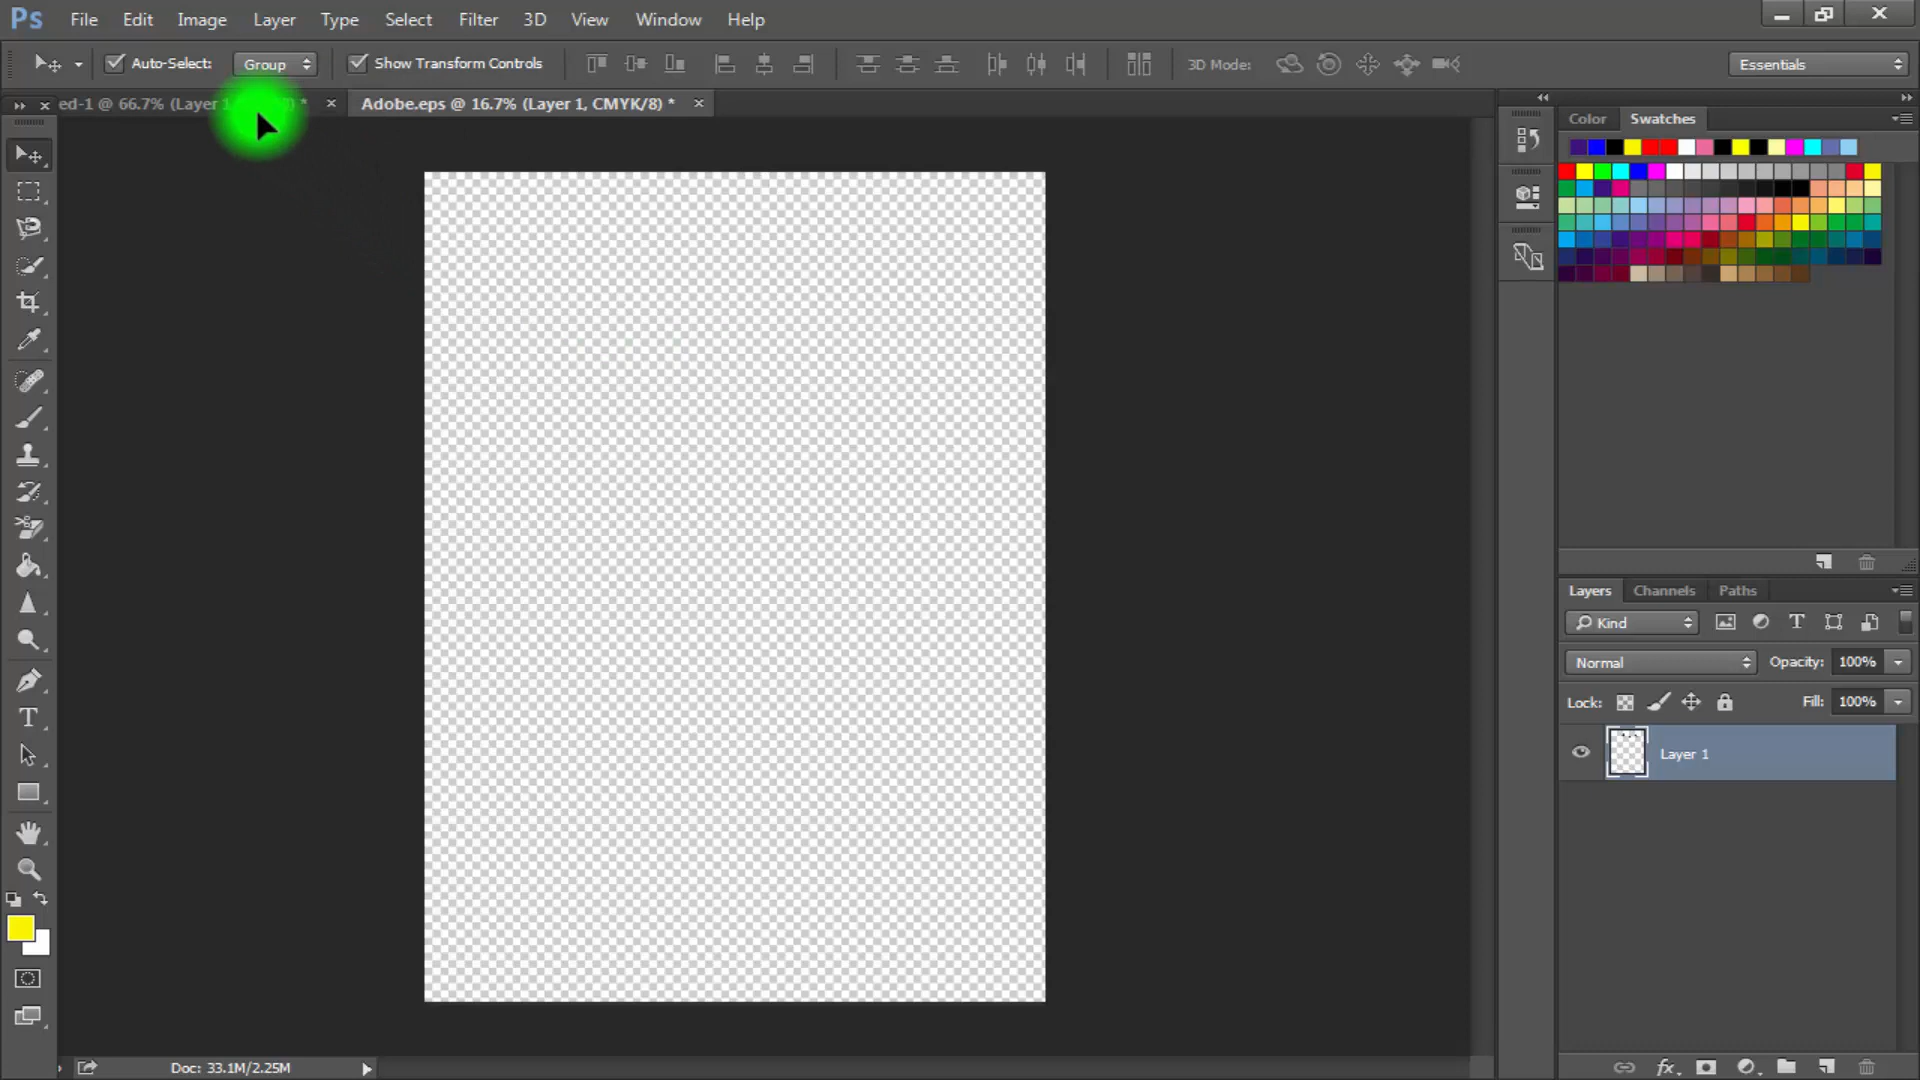 Ps File Edit Image Layer Type Select Filter 3D View Window Help
Auto-Select: Group Show Transform Controls 3D Mode: Essentials
ed-1 @ 66.7% (Layer 1 * × Adobe.eps @ 16.7% (Layer 1, CMYK/8) * ×
Color Swatches
Layers Channels Paths
Kind
Normal Opacity: 100%
Lock: Fill: 100%
Layer 1
Doc: 33.1M/2.25M
fx